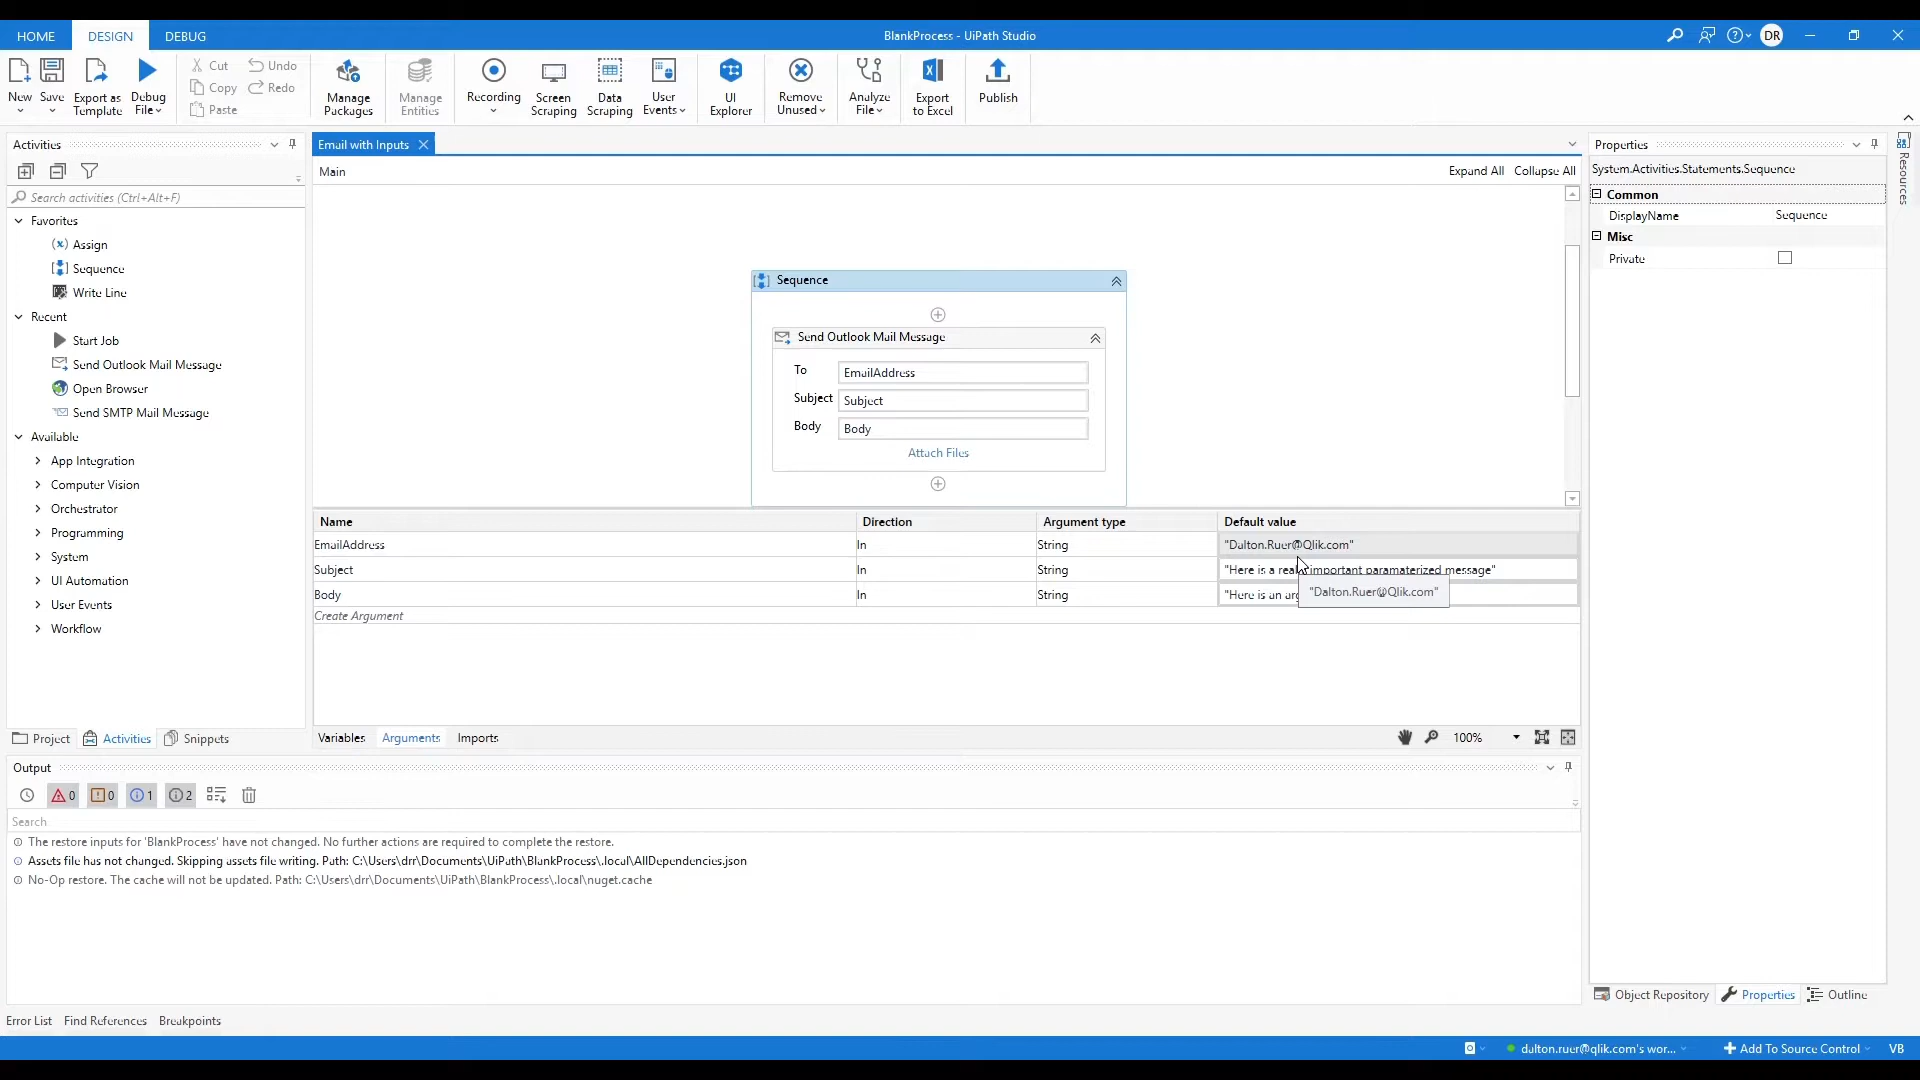 HOME DESIGN DEBUG BlankProcess - UiPath Studio DR
New Save Export as Template Debug File Cut Copy Paste Undo Redo Manage Packages Manage Entities Recording Screen Scraping Data Scraping User Events UI Explorer Remove Unused Analyze File Export to Excel Publish
Activities
Search activities (Ctrl+Alt+F)
Favorites
Assign
Sequence
Write Line
Recent
Start Job
Send Outlook Mail Message
Open Browser
Send SMTP Mail Message
Available
App Integration
Computer Vision
Orchestrator
Programming
System
UI Automation
User Events
Workflow
Project Activities Snippets
Email with Inputs
Main Expand All Collapse All
Sequence
Send Outlook Mail Message
To EmailAddress
Subject Subject
Body Body
Attach Files
Name Direction Argument type Default value
EmailAddress In String "Dalton.Ruer@Qlik.com"
Subject In String "Here is a important paramaterized message"
Body In String "Here is an
"Dalton.Ruer@Qlik.com"
Create Argument
Variables Arguments Imports 100%
Properties
System.Activities.Statements.Sequence
Common
DisplayName Sequence
Misc
Private
Resources
Object Repository Properties Outline
Output
0 0 1 2
Search
The restore inputs for 'BlankProcess' have not changed. No further actions are required to complete the restore.
Assets file has not changed. Skipping assets file writing. Path: C:\Users\drr\Documents\UiPath\BlankProcess\.local\AllDependencies.json
No-Op restore. The cache will not be updated. Path: C:\Users\drr\Documents\UiPath\BlankProcess\.local\nuget.cache
Error List Find References Breakpoints
dalton.ruer@qlik.com's wor... Add To Source Control VB